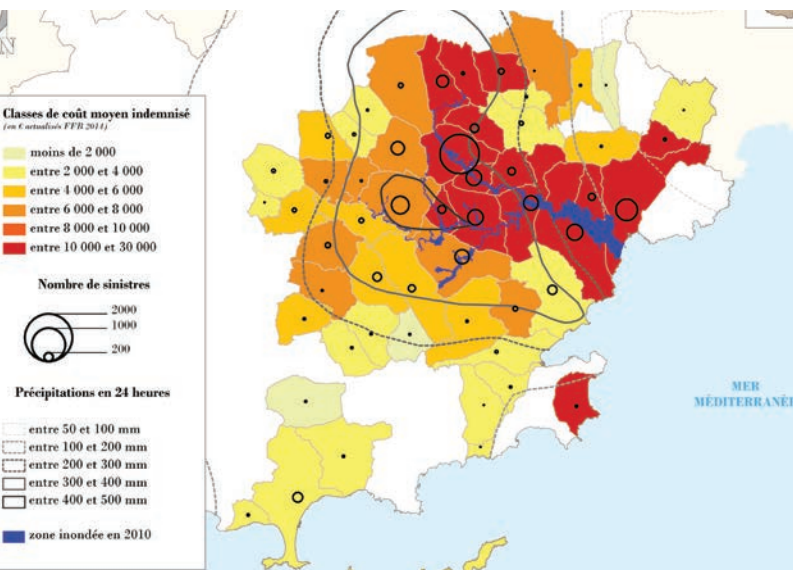 N
Classes de coût moyen indemnisé
(en € actualisés FFB 2014)
moins de 2 000
entre 2 000 et 4 000
entre 4 000 et 6 000
entre 6 000 et 8 000
entre 8 000 et 10 000
entre 10 000 et 30 000
Nombre de sinistres
2000
1000
200
Précipitations en 24 heures
entre 50 et 100 mm
entre 100 et 200 mm
entre 200 et 300 mm
entre 300 et 400 mm
entre 400 et 500 mm
zone inondée en 2010
MER
MÉDITERRANÉE